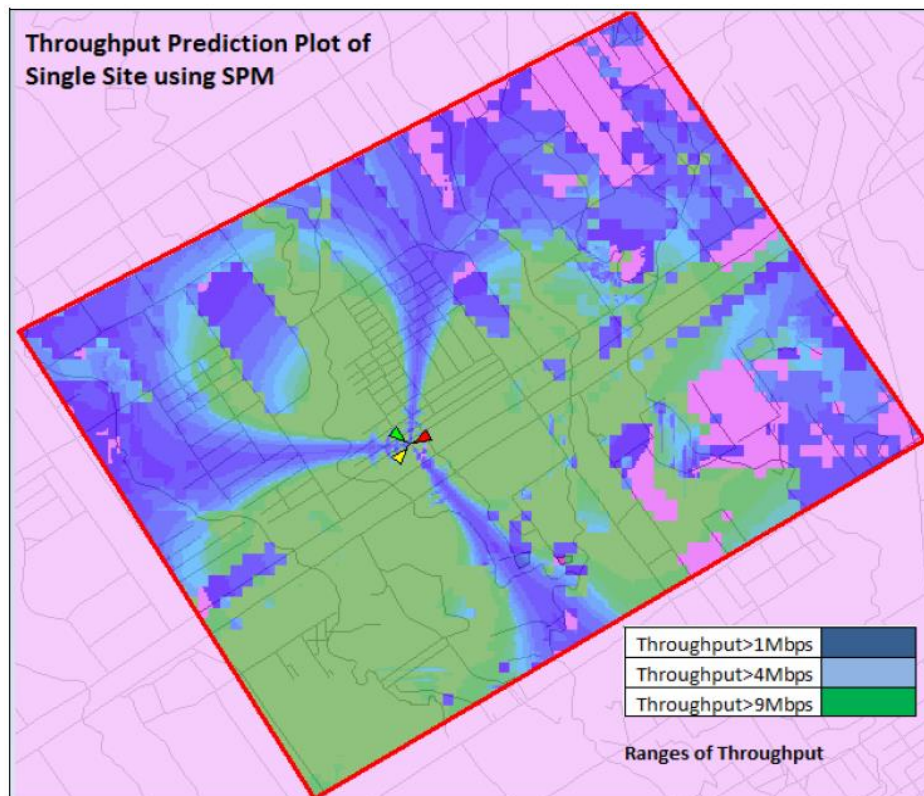 Throughput Prediction Plot of
Single Site using SPM
Throughput>1Mbps
Throughput>4Mbps
Throughput>9Mbps
Ranges of Throughput